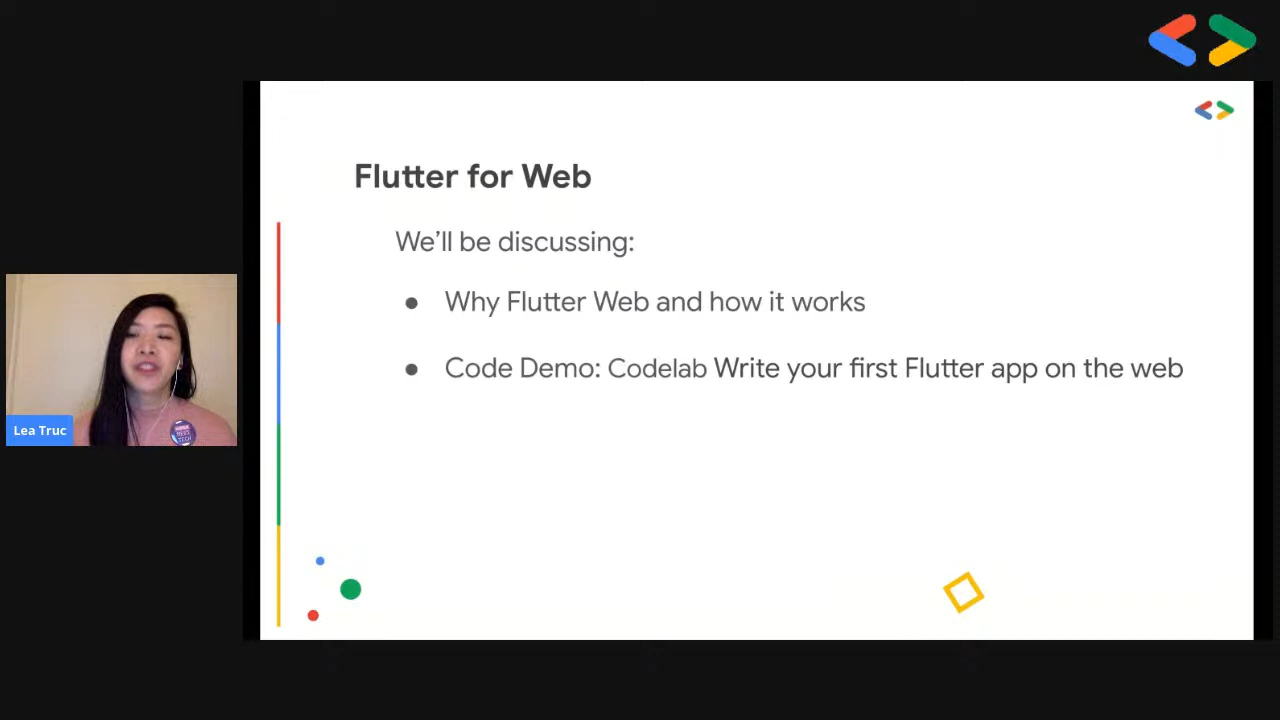 Flutter for Web
We’ll be discussing:
● Why Flutter Web and how it works
● Code Demo: Codelab Write your first Flutter app on the web
Lea Truc